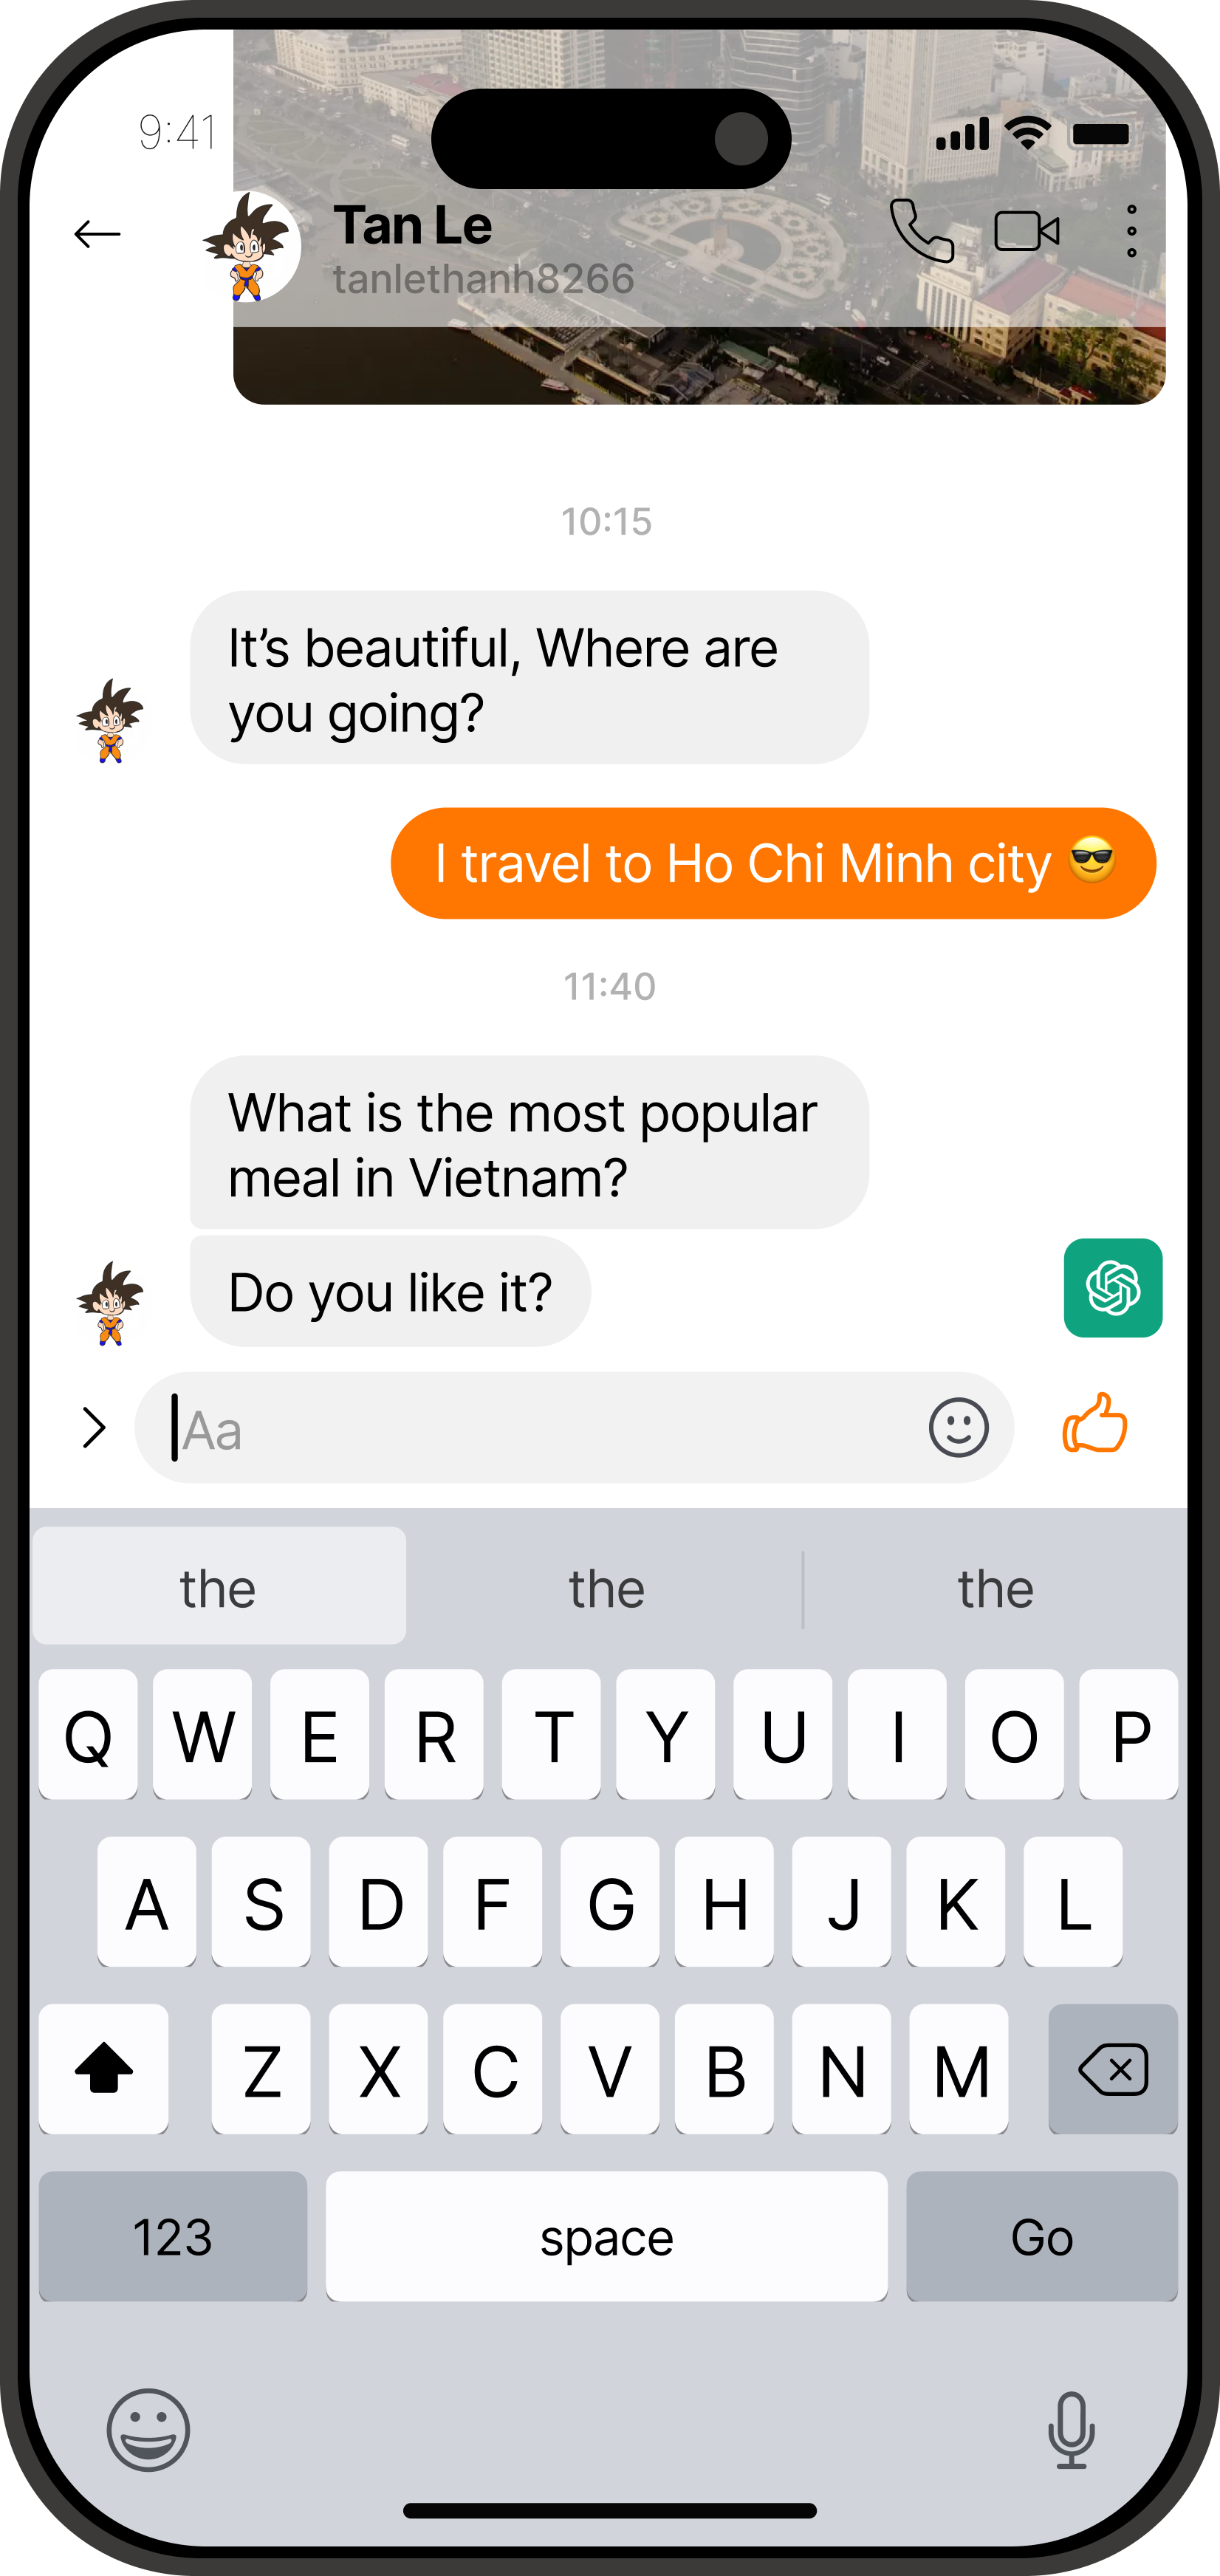 9:41
Tan Le
tanlethanh8266
10:15
It’s beautiful, Where are
you going?
I travel to Ho Chi Minh city 😎
11:40
What is the most popular
meal in Vietnam?
Do you like it?
Aa
the the the
Q W E R T Y U I O P
A S D F G H J K L
Z X C V B N M
123 space Go